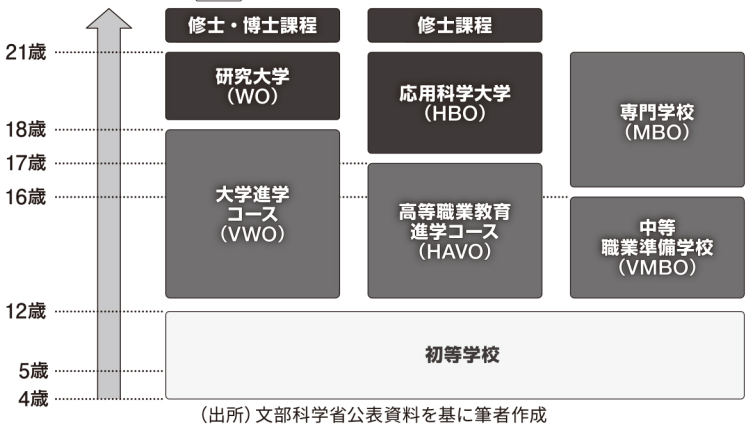 修士・博士課程
修士課程
21歳
研究大学
（WO）
応用科学大学
（HBO）
専門学校
（MBO）
18歳
17歳
16歳
大学進学
コース
（VWO）
高等職業教育
進学コース
（HAVO）
中等
職業準備学校
（VMBO）
12歳
初等学校
5歳
4歳
（出所）文部科学省公表資料を基に筆者作成